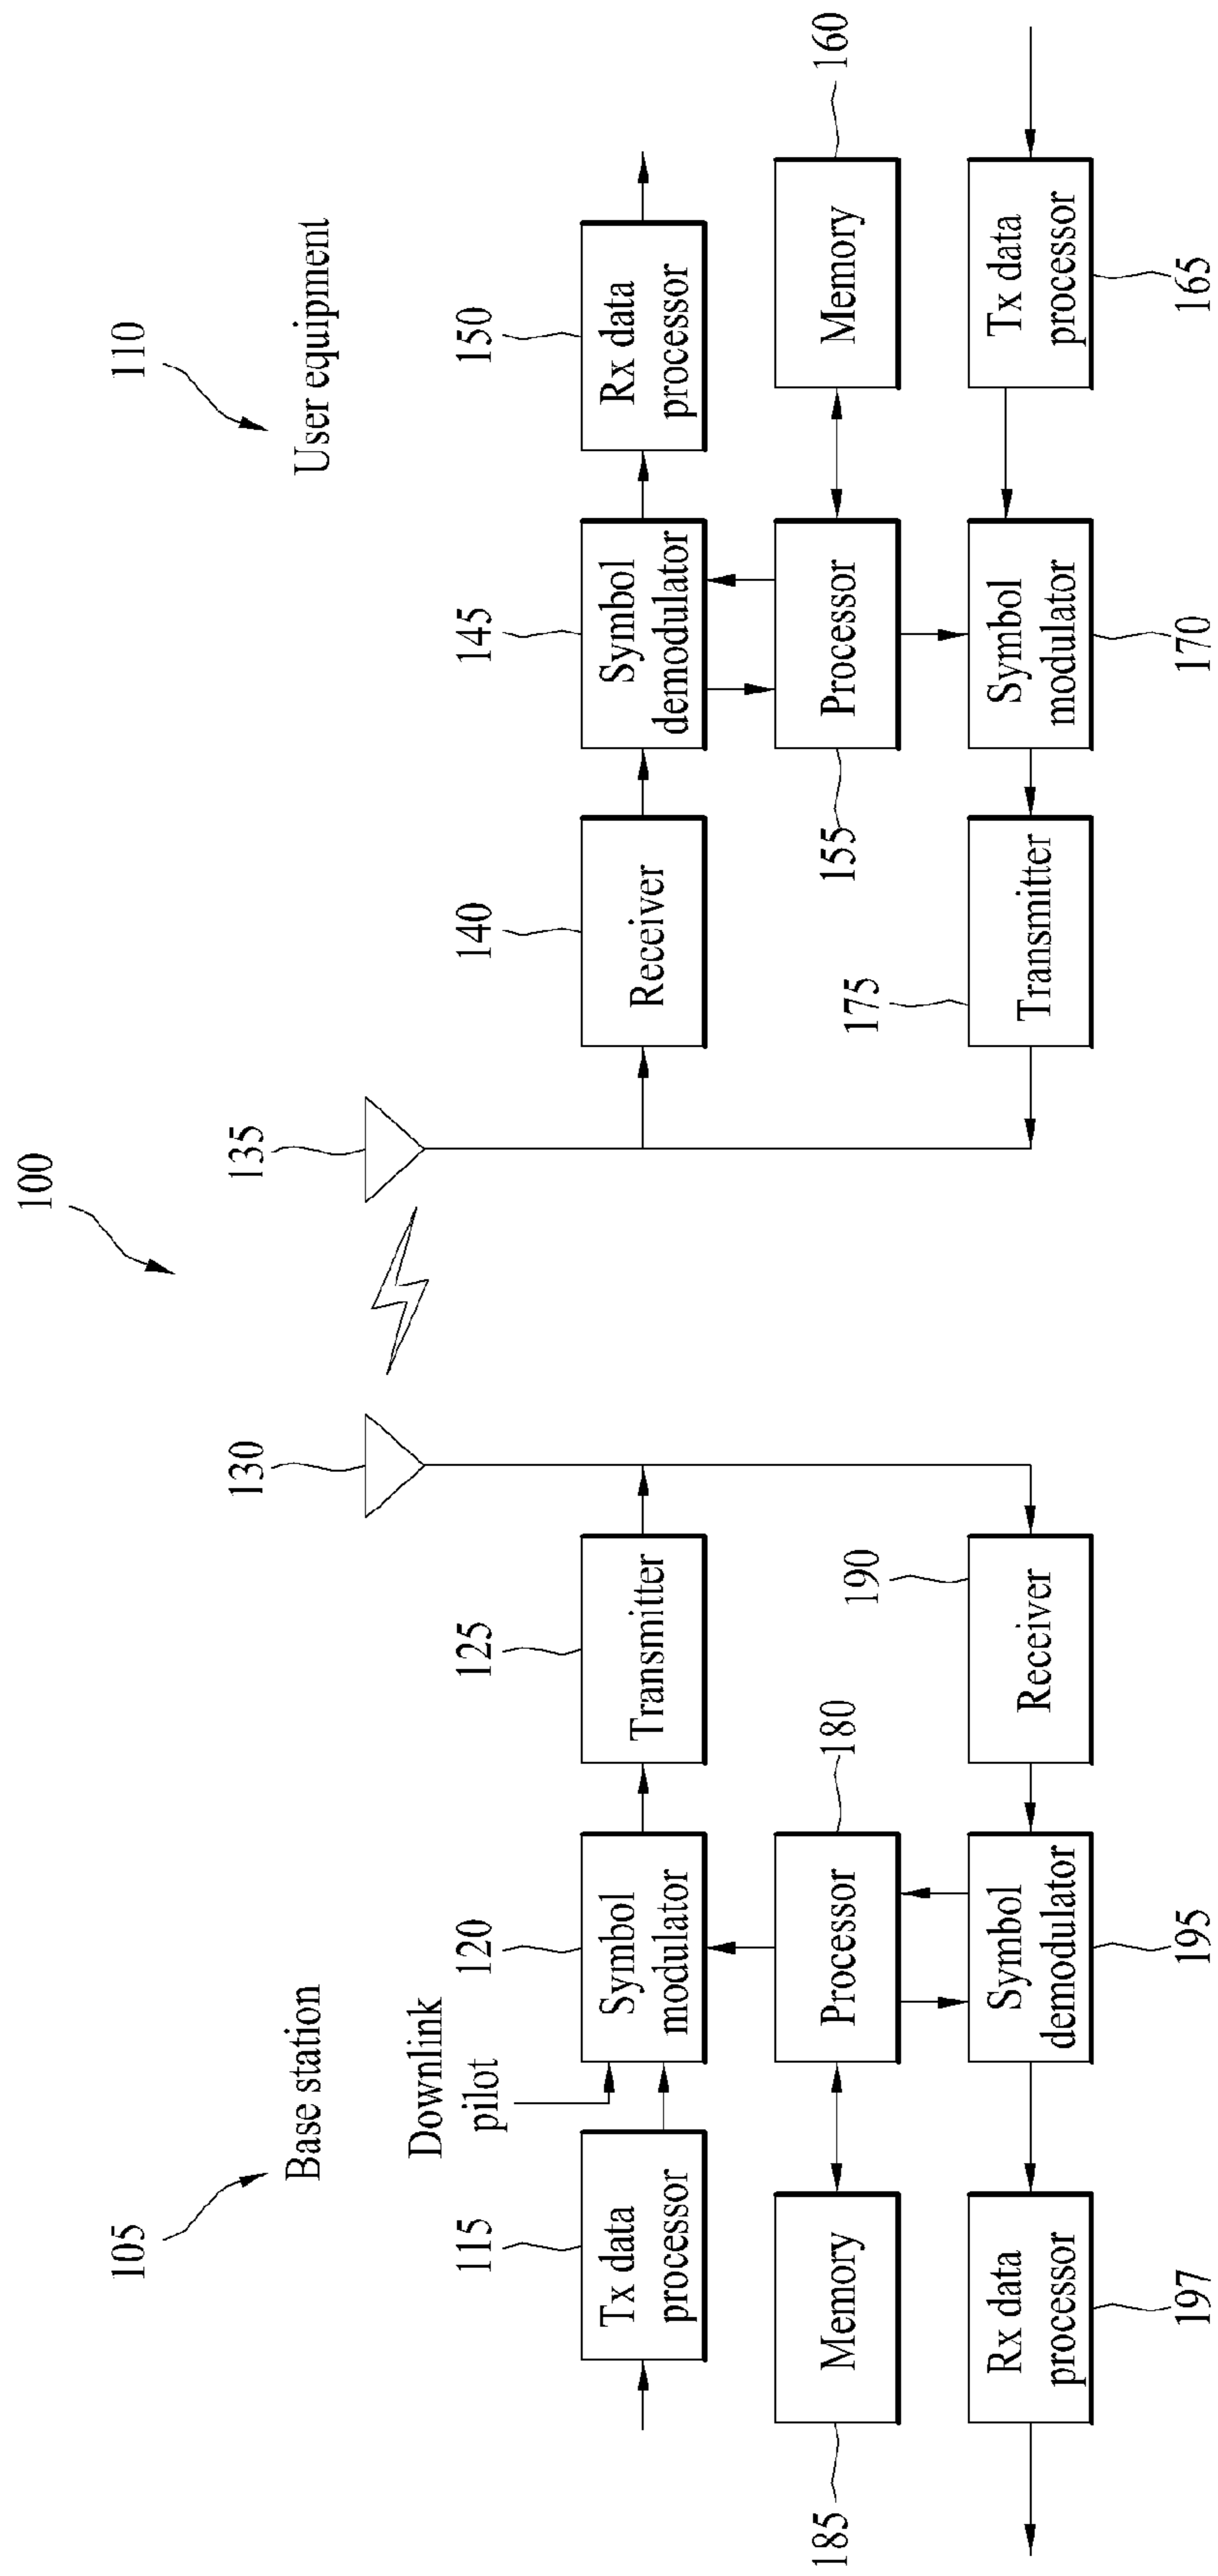 100
105
Base station
110
User equipment
130
135
Downlink
pilot
115
Tx data
processor
120
Symbol
modulator
125
Transmitter
140
Receiver
145
Symbol
demodulator
150
Rx data
processor
185
Memory
180
Processor
155
Processor
160
Memory
197
Rx data
processor
195
Symbol
demodulator
190
Receiver
175
Transmitter
170
Symbol
modulator
165
Tx data
processor